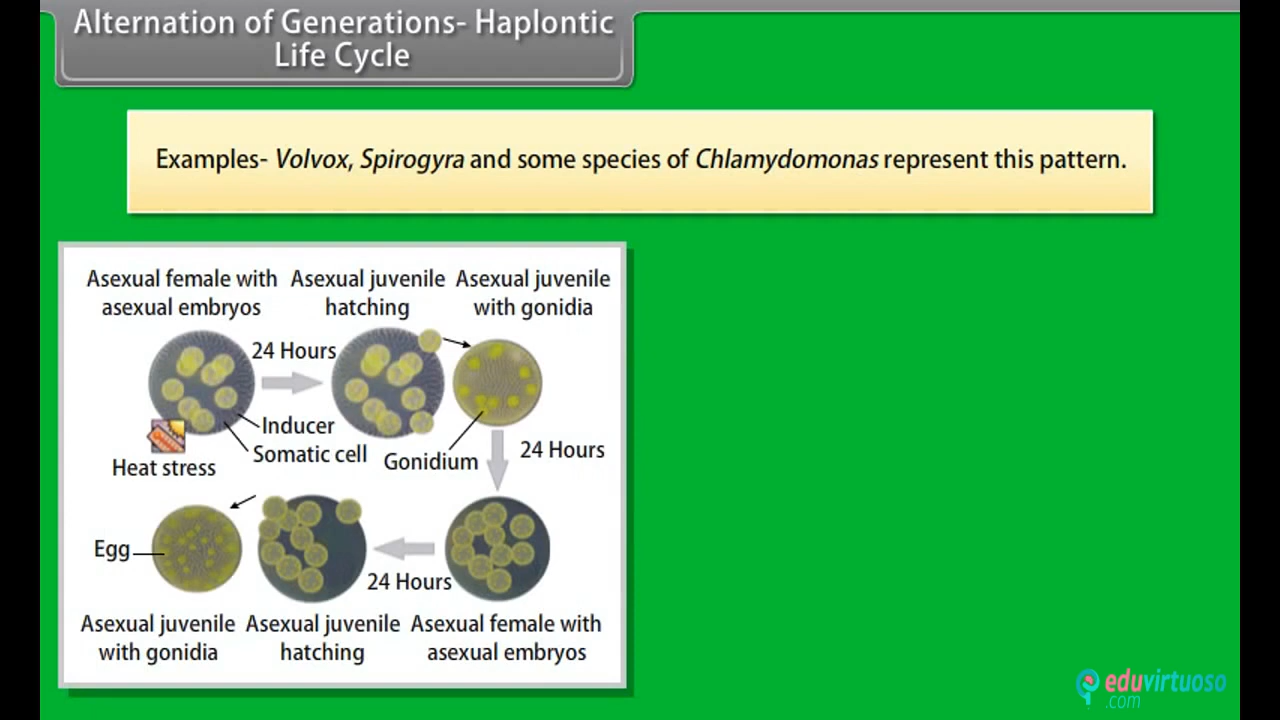 Alternation of Generations- Haplontic
Life Cycle
Examples- Volvox, Spirogyra and some species of Chlamydomonas represent this pattern.
Asexual female with
asexual embryos
Asexual juvenile
hatching
Asexual juvenile
with gonidia
24 Hours
Inducer
Somatic cell
Heat stress
Gonidium
24 Hours
Egg
24 Hours
Asexual juvenile
with gonidia
Asexual juvenile
hatching
Asexual female with
asexual embryos
eduvirtuoso
.com